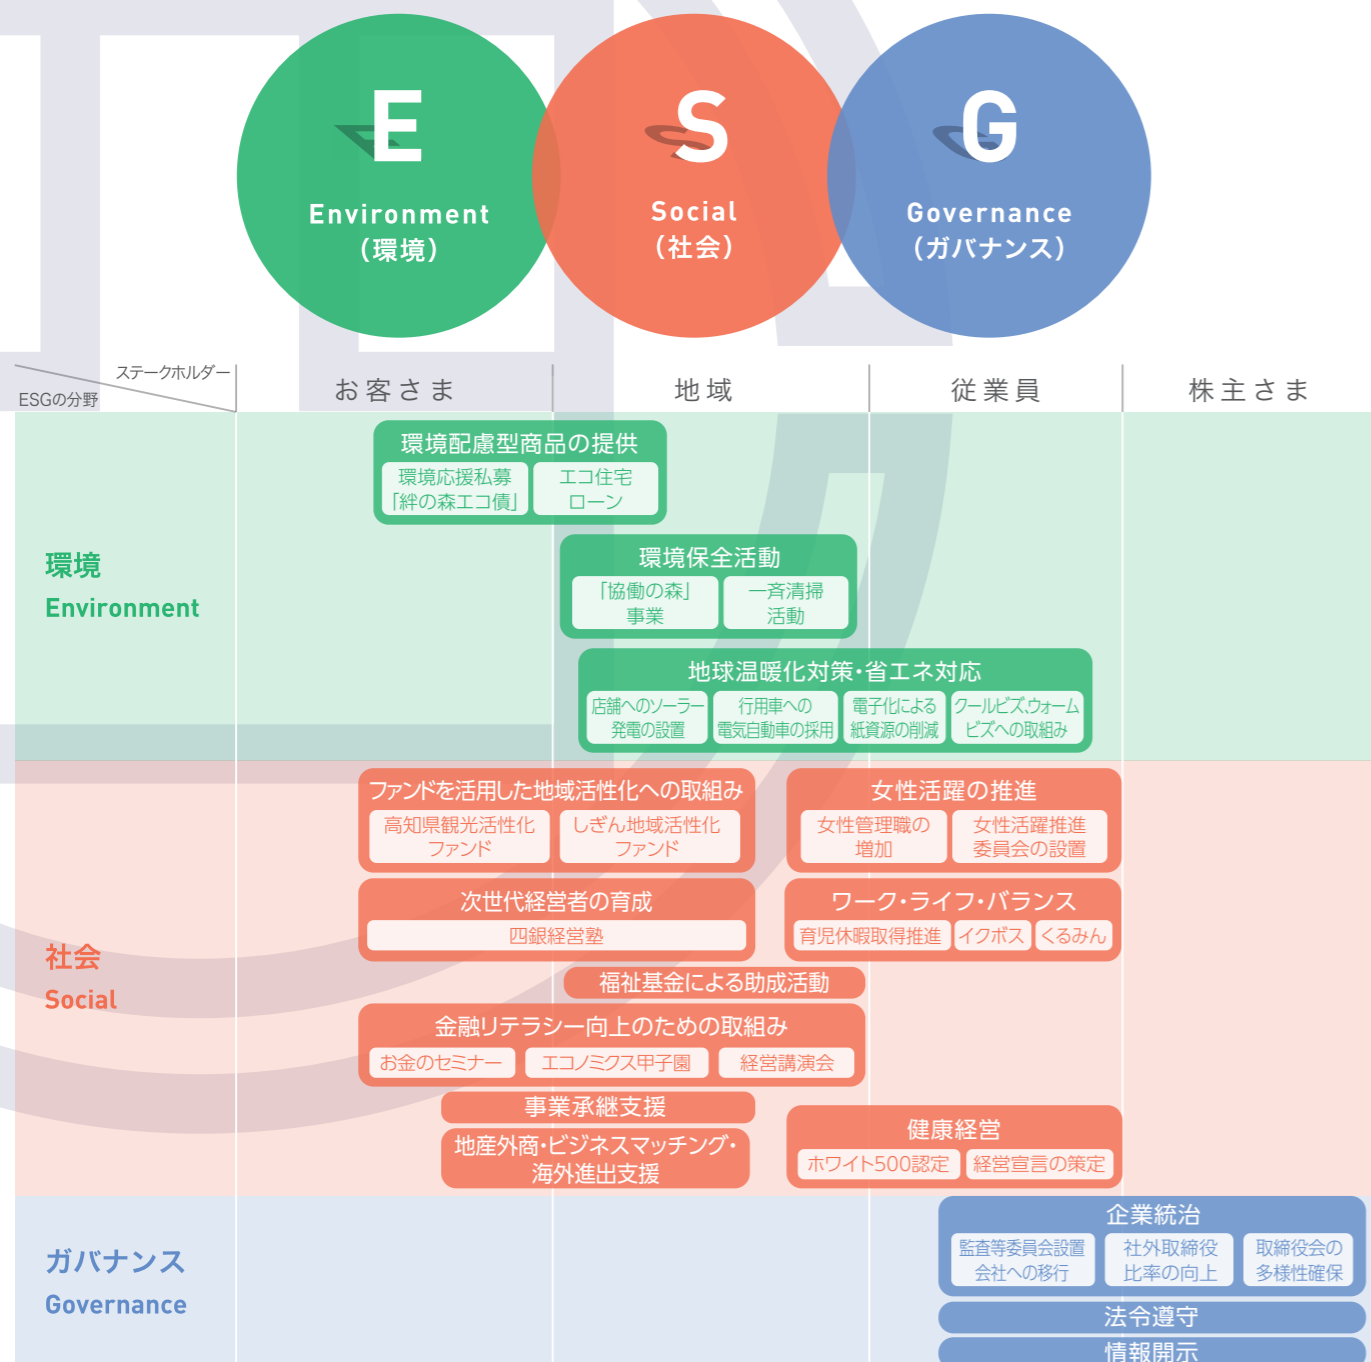 E
Environment
（環境）
S
Social
（社会）
G
Governance
（ガバナンス）
ステークホルダー
ESGの分野
お客さま
地域
従業員
株主さま
環境
Environment
環境配慮型商品の提供
環境応援私募
「絆の森エコ債」
エコ住宅
ローン
環境保全活動
「協働の森」
事業
一斉清掃
活動
地球温暖化対策・省エネ対応
店舗へのソーラー
発電の設置
行用車への
電気自動車の採用
電子化による
紙資源の削減
クールビズ、ウォーム
ビズへの取組み
社会
Social
ファンドを活用した地域活性化への取組み
高知県観光活性化
ファンド
しぎん地域活性化
ファンド
女性活躍の推進
女性管理職の
増加
女性活躍推進
委員会の設置
次世代経営者の育成
四銀経営塾
ワーク・ライフ・バランス
育児休暇取得推進
イクボス
くるみん
福祉基金による助成活動
金融リテラシー向上のための取組み
お金のセミナー
エコノミクス甲子園
経営講演会
事業承継支援
地産外商・ビジネスマッチング・
海外進出支援
健康経営
ホワイト500認定
経営宣言の策定
ガバナンス
Governance
企業統治
監査等委員会設置
会社への移行
社外取締役
比率の向上
取締役会の
多様性確保
法令遵守
情報開示